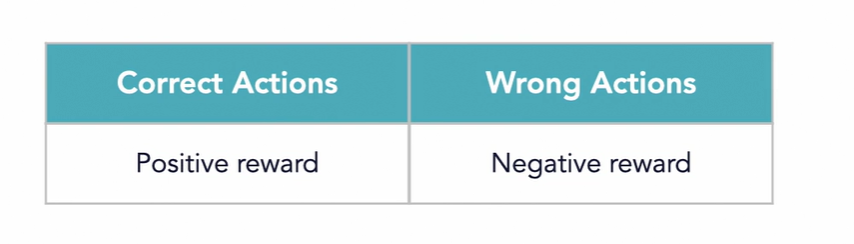 Correct Actions Wrong Actions
Positive reward Negative reward